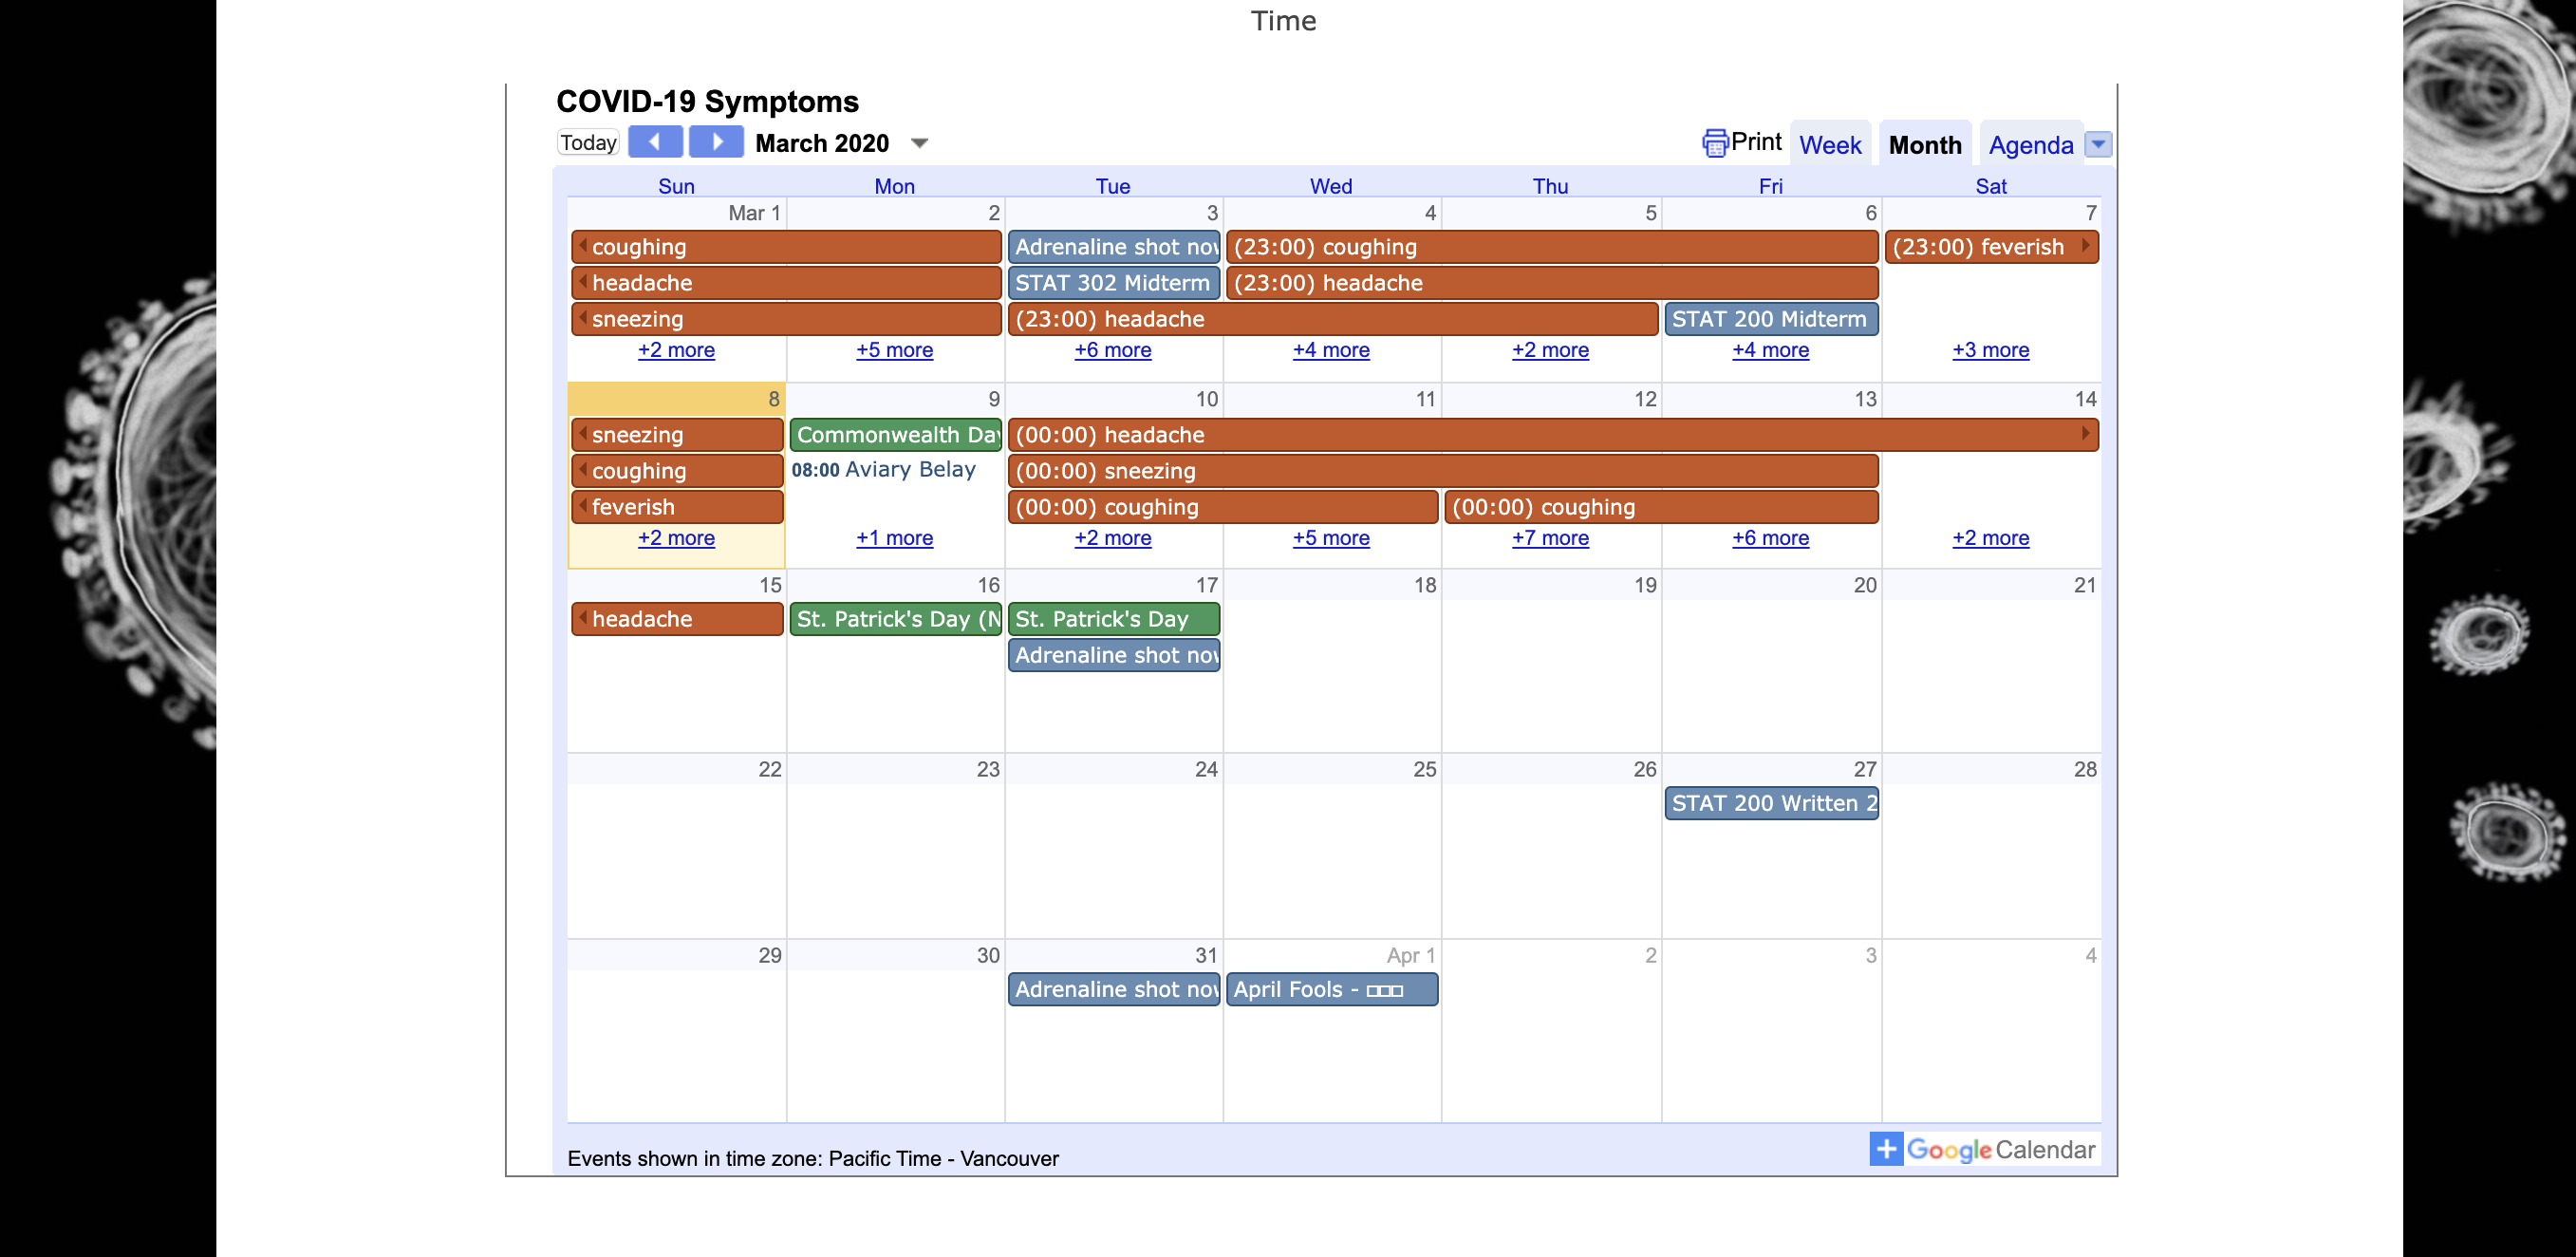 Time
COVID-19 Symptoms
Today March 2020 Print Week Month Agenda
Sun Mon Tue Wed Thu Fri Sat
Mar 1 2 3 4 5 6 7
coughing Adrenaline shot (23:00) coughing (23:00) feverish
headache STAT 302 Midterm (23:00) headache
sneezing (23:00) headache STAT 200 Midterm
+2 more +5 more +6 more +4 more +2 more +4 more +3 more
8 9 10 11 12 13 14
sneezing Commonwealth Day (00:00) headache
coughing 08:00 Aviary Belay (00:00) sneezing
feverish (00:00) coughing (00:00) coughing
+2 more +1 more +2 more +5 more +7 more +6 more +2 more
15 16 17 18 19 20 21
headache St. Patrick's Day (N St. Patrick's Day
Adrenaline shot
22 23 24 25 26 27 28
STAT 200 Written 2
29 30 31 Apr 1 2 3 4
Adrenaline shot April Fools - □□□
Events shown in time zone: Pacific Time - Vancouver
+ Google Calendar